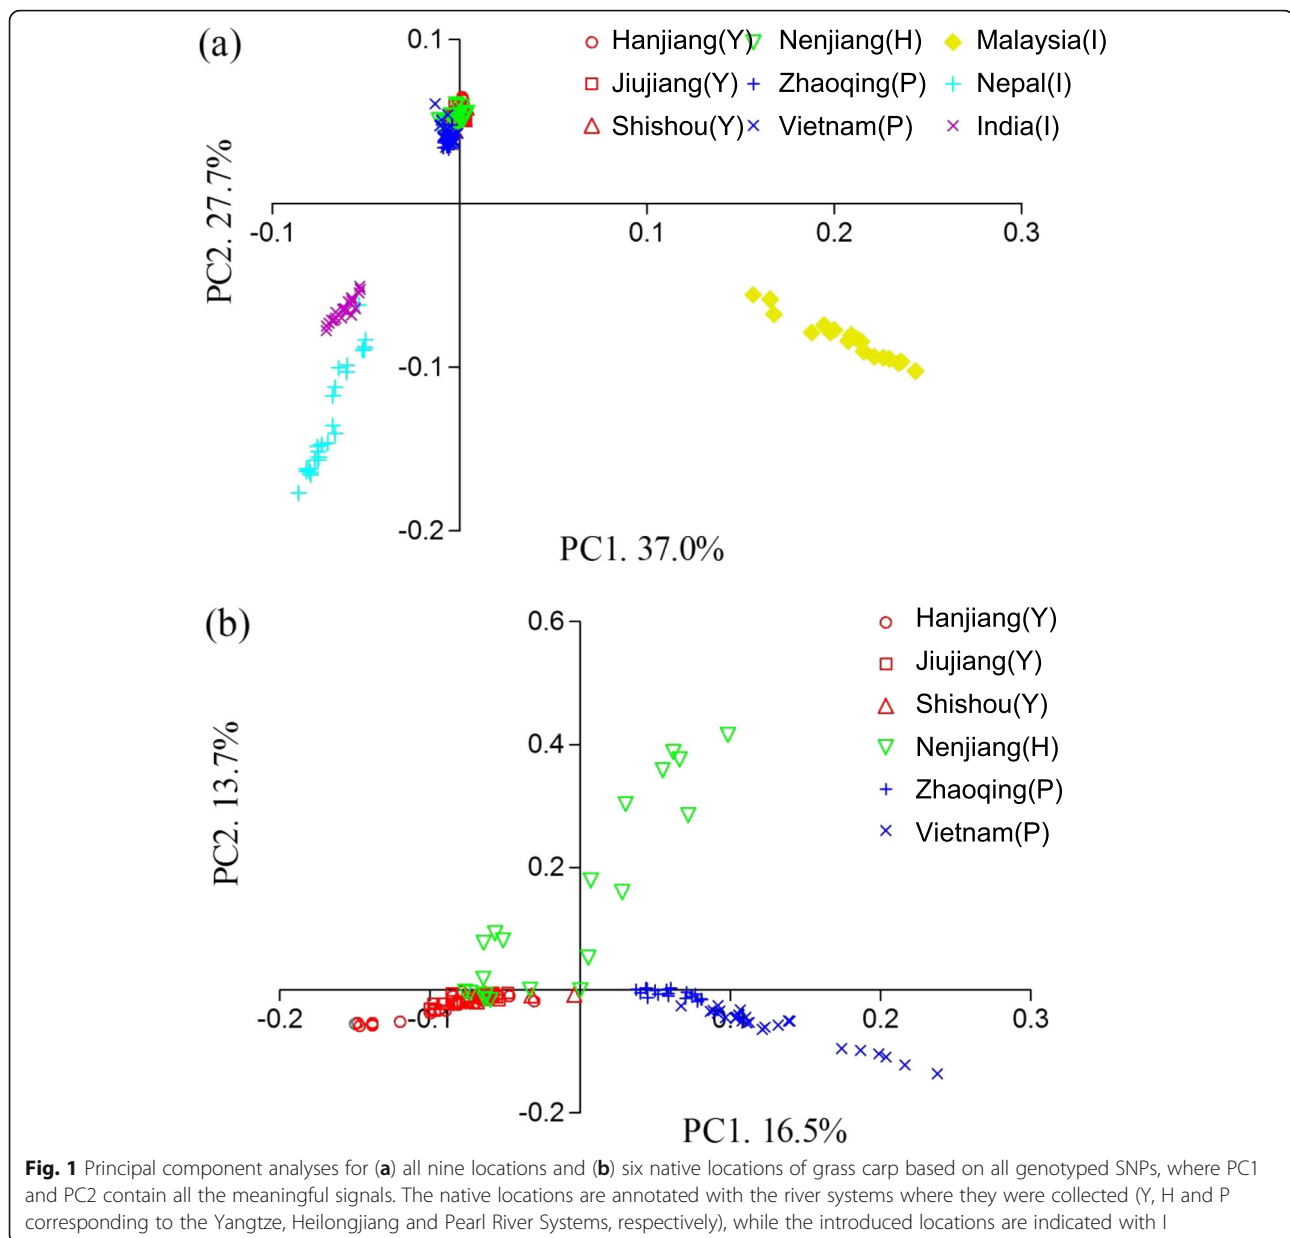 (a)
0.1
Hanjiang(Y) Nenjiang(H) Malaysia(I)
Jiujiang(Y) Zhaoqing(P) Nepal(I)
Shishou(Y) Vietnam(P) India(I)
PC2. 27.7%
-0.1 0.1 0.2 0.3
-0.1
-0.2
PC1. 37.0%
(b)
0.6
Hanjiang(Y)
Jiujiang(Y)
Shishou(Y)
Nenjiang(H)
Zhaoqing(P)
Vietnam(P)
0.4
PC2. 13.7%
0.2
-0.2 -0.1 0.1 0.2 0.3
-0.2
PC1. 16.5%
Fig. 1 Principal component analyses for (a) all nine locations and (b) six native locations of grass carp based on all genotyped SNPs, where PC1
and PC2 contain all the meaningful signals. The native locations are annotated with the river systems where they were collected (Y, H and P
corresponding to the Yangtze, Heilongjiang and Pearl River Systems, respectively), while the introduced locations are indicated with I